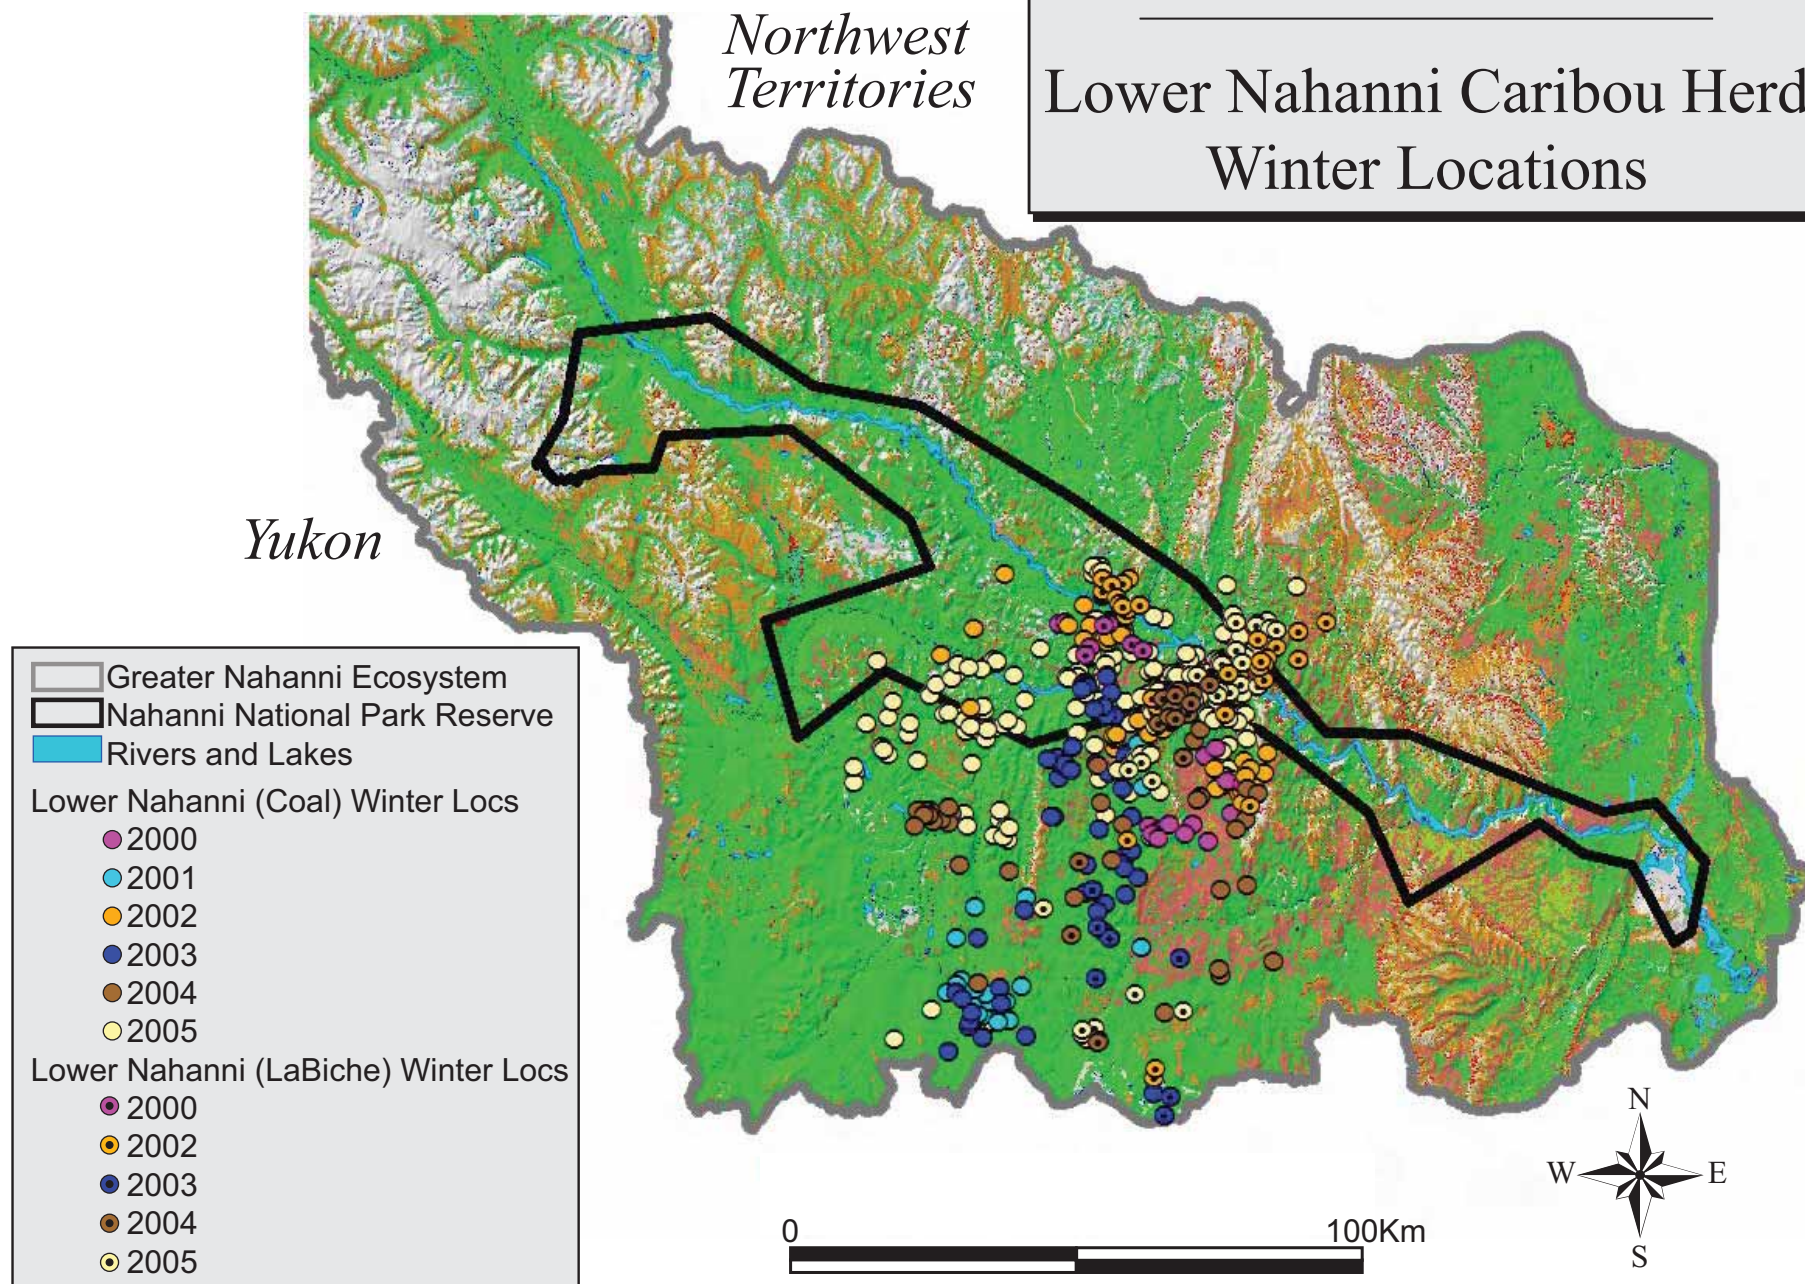 Northwest
Territories
Lower Nahanni Caribou Herd
Winter Locations
Yukon
Greater Nahanni Ecosystem
Nahanni National Park Reserve
Rivers and Lakes
Lower Nahanni (Coal) Winter Locs
2000
2001
2002
2003
2004
2005
Lower Nahanni (LaBiche) Winter Locs
2000
2002
2003
2004
2005
0 100Km
N
W E
S